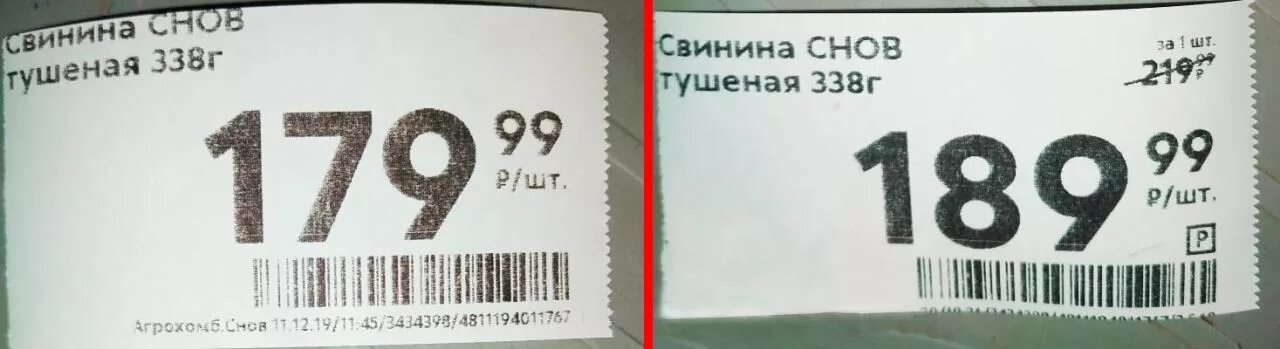 Свинина СНОВ
тушеная 338г
179 99
₽/шт.
Агрохомб.Снов 11.12.19/11:45/3434398/4811194011767
Свинина СНОВ
тушеная 338г
за 1 шт.
219 99
₽
189 99
₽/шт.
P